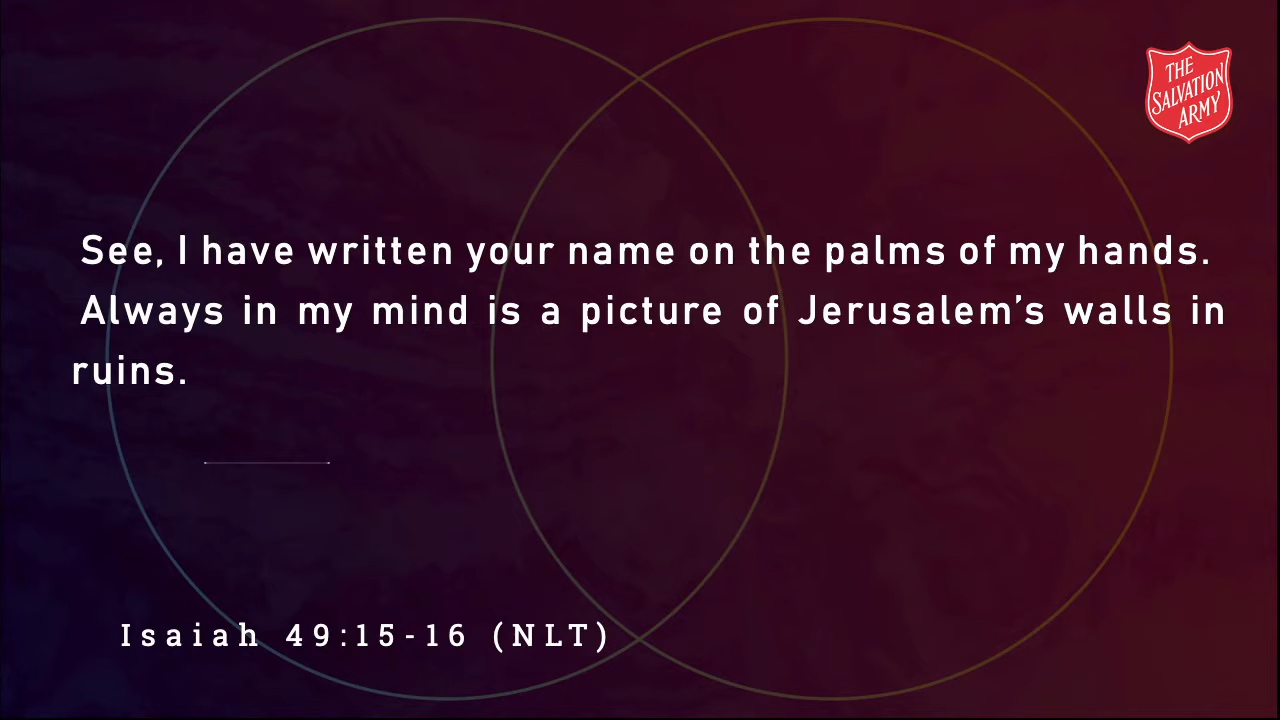 THE
SALVATION
ARMY
See, I have written your name on the palms of my hands.
Always in my mind is a picture of Jerusalem’s walls in
ruins.
Isaiah 49:15-16 (NLT)